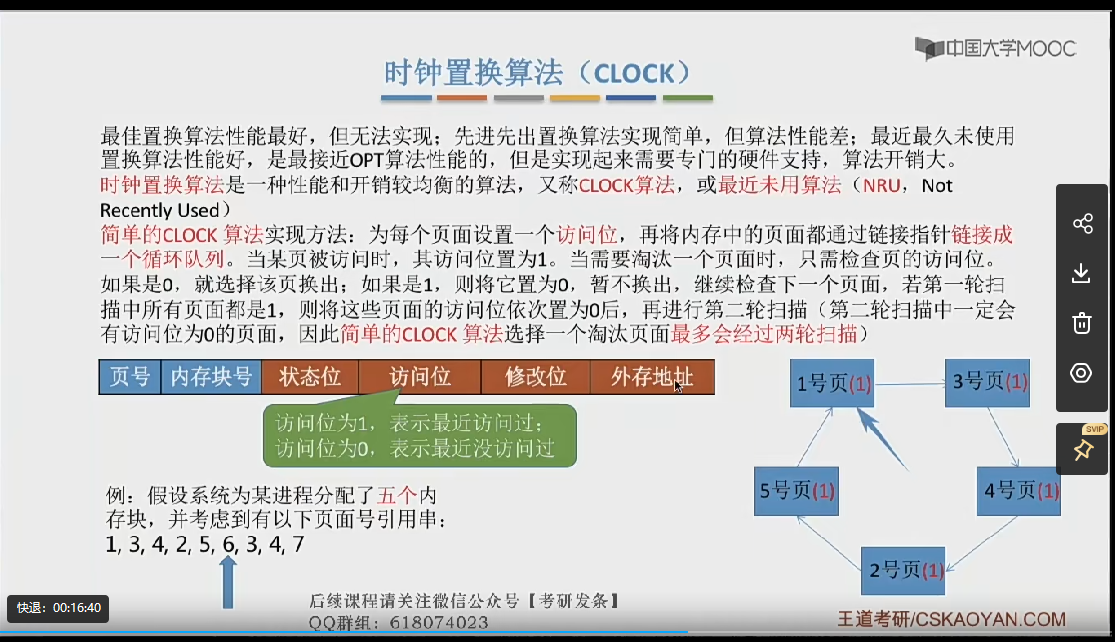 中国大学MOOC
时钟置换算法（CLOCK）
最佳置换算法性能最好，但无法实现；先进先出置换算法实现简单，但算法性能差；最近最久未使用
置换算法性能好，是最接近OPT算法性能的，但是实现起来需要专门的硬件支持，算法开销大。
时钟置换算法是一种性能和开销较均衡的算法，又称CLOCK算法，或最近未用算法（NRU，Not
Recently Used）
简单的CLOCK 算法实现方法：为每个页面设置一个访问位，再将内存中的页面都通过链接指针链接成
一个循环队列。当某页被访问时，其访问位置为1。当需要淘汰一个页面时，只需检查页的访问位。
如果是0，就选择该页换出；如果是1，则将它置为0，暂不换出，继续检查下一个页面，若第一轮扫
描中所有页面都是1，则将这些页面的访问位依次置为0后，再进行第二轮扫描（第二轮扫描中一定会
有访问位为0的页面，因此简单的CLOCK 算法选择一个淘汰页面最多会经过两轮扫描）
页号 内存块号 状态位 访问位 修改位 外存地址
访问位为1，表示最近访问过；
访问位为0，表示最近没访问过
例：假设系统为某进程分配了五个内
存块，并考虑到有以下页面号引用串：
1, 3, 4, 2, 5, 6, 3, 4, 7
1号页(1)
3号页(1)
5号页(1)
4号页(1)
2号页(1)
SVIP
快退：00:16:40
后续课程请关注微信公众号【考研发条】
QQ群组：618074023
王道考研/CSKAOYAN.COM